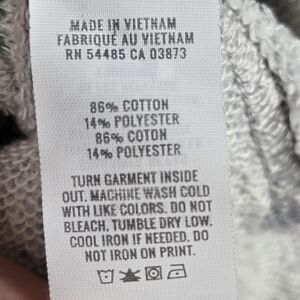 MADE IN VIETNAM
FABRIQUÉ AU VIETNAM
RN 54485 CA 03873
86% COTTON
14% POLYESTER
86% COTON
14% POLYESTER
TURN GARMENT INSIDE
OUT. MACHINE WASH COLD
WITH LIKE COLORS. DO NOT
BLEACH. TUMBLE DRY LOW.
COOL IRON IF NEEDED. DO
NOT IRON ON PRINT.